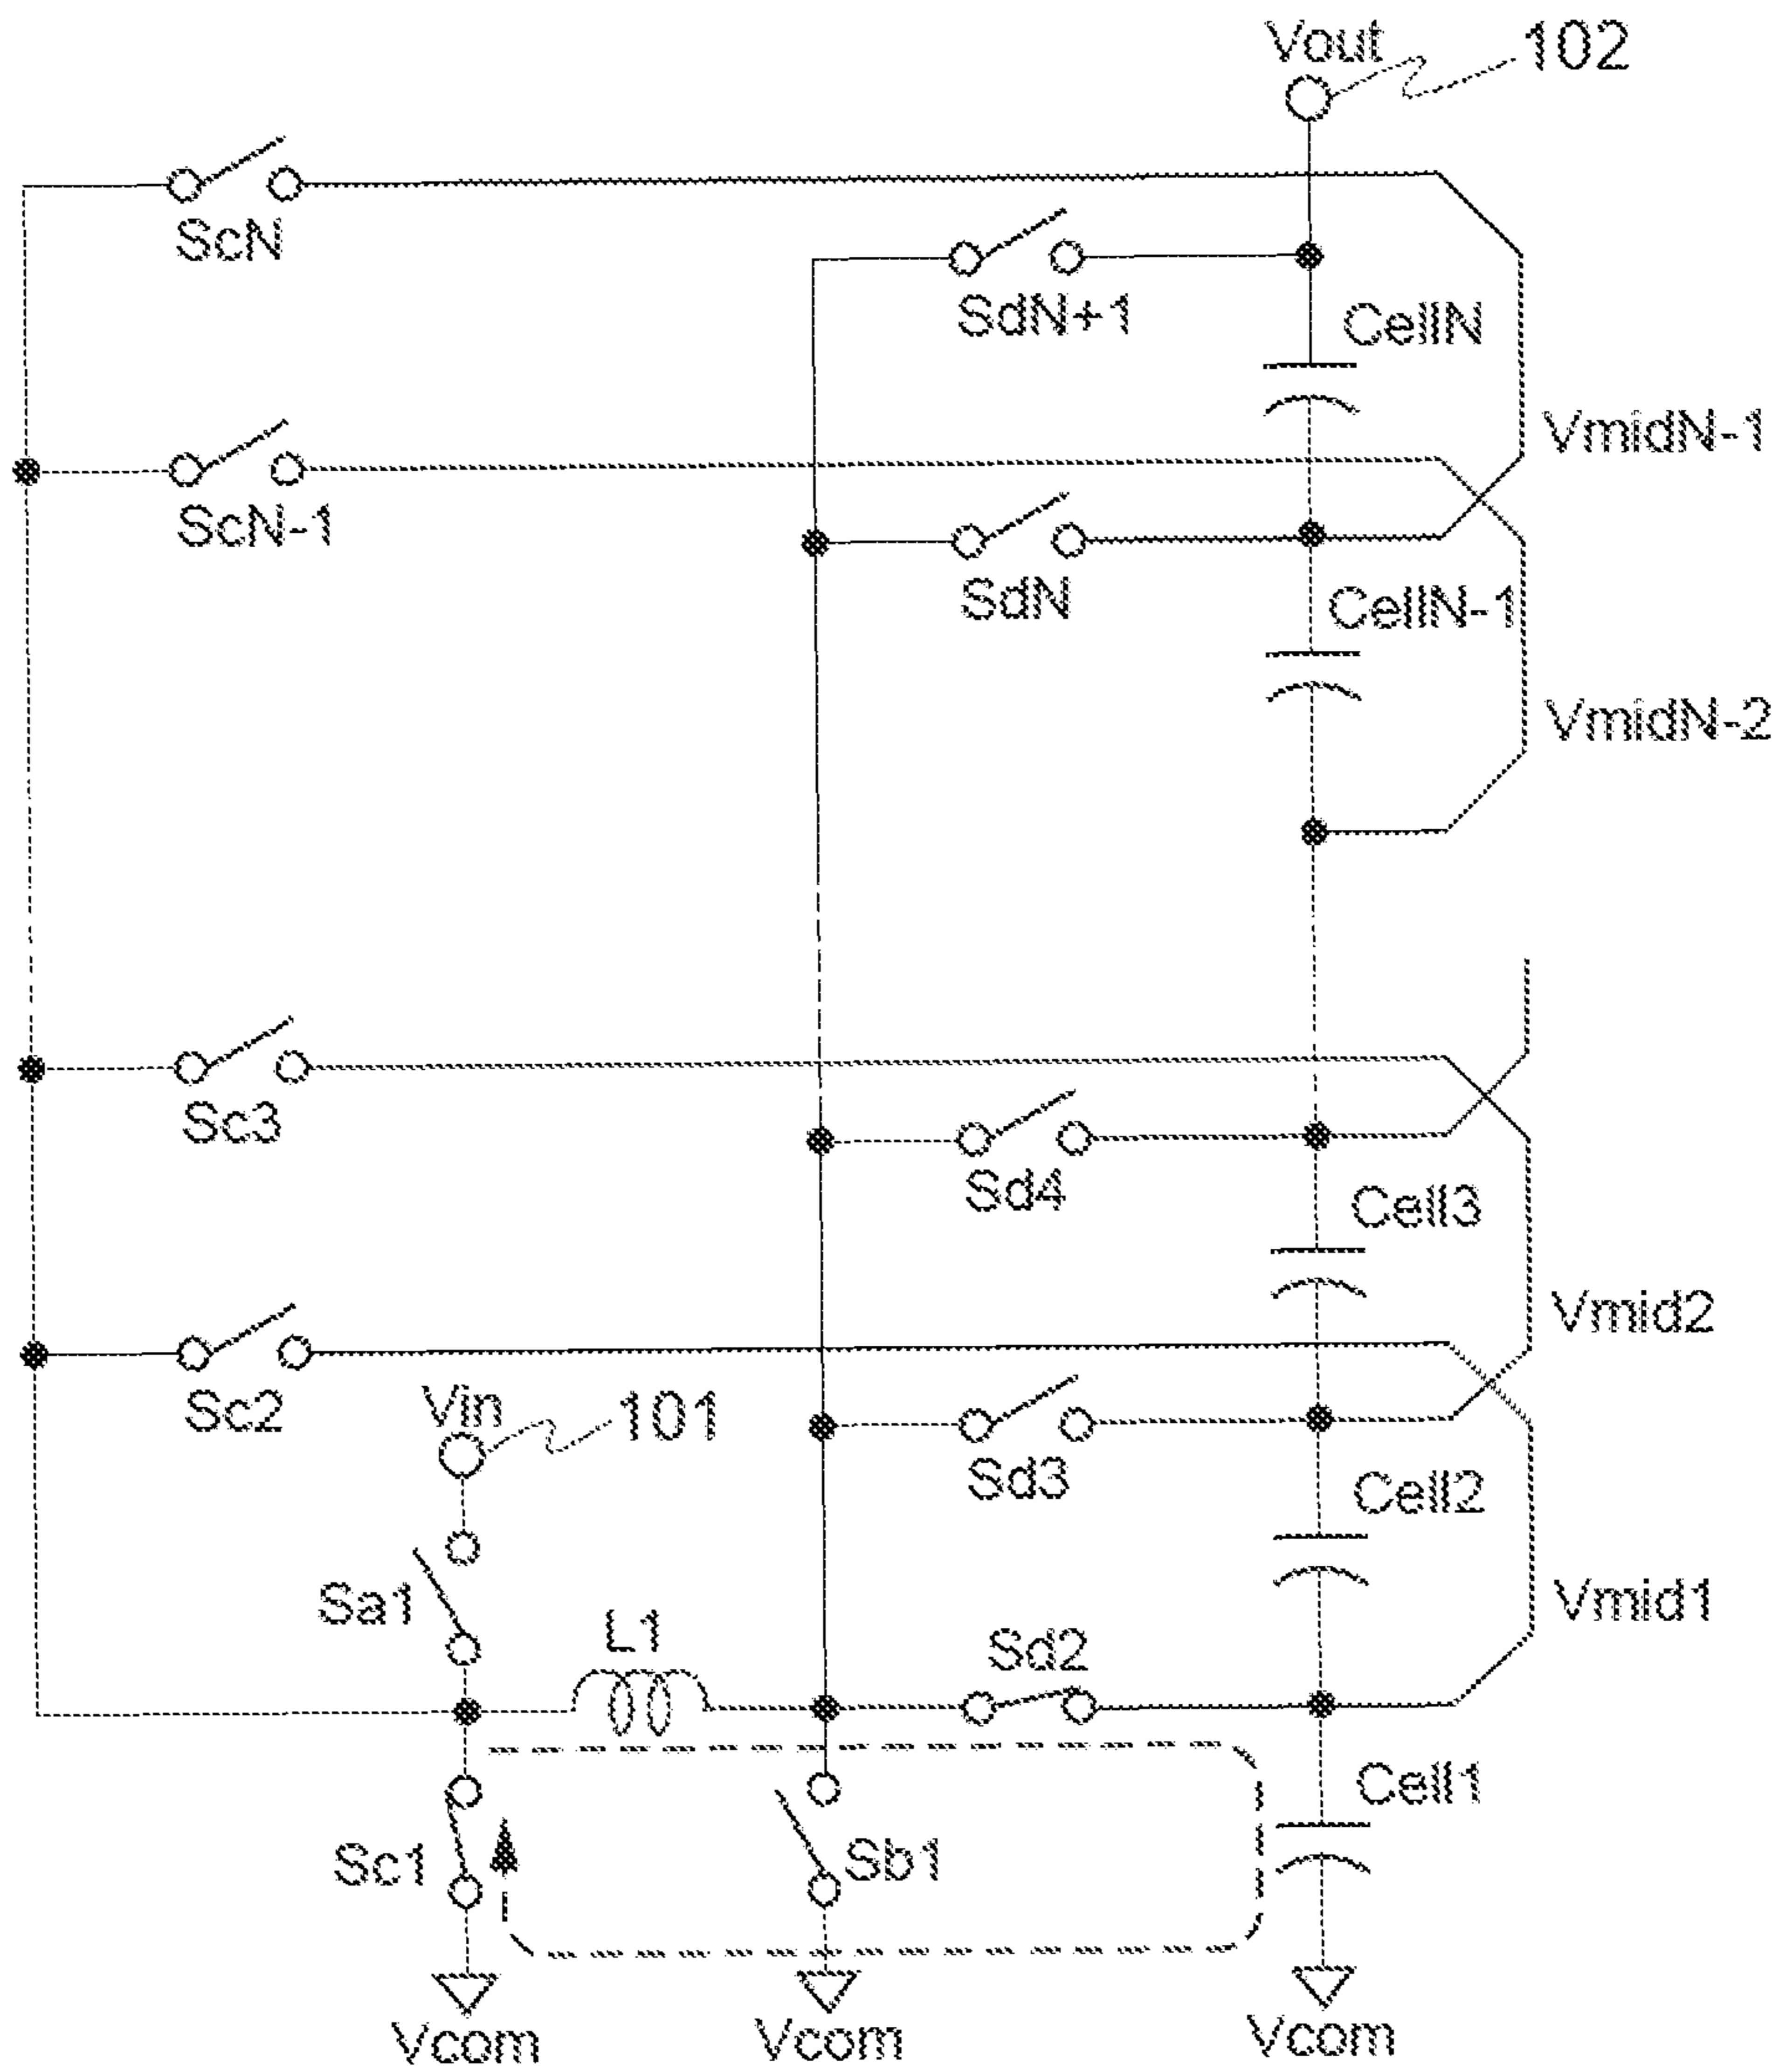 Vout
102
ScN
SdN+1
CellN
VmidN-1
ScN-1
SdN
CellN-1
VmidN-2
Sc3
Sd4
Cell3
Vmid2
Sc2
Vin
101
Sd3
Cell2
Sa1
L1
Sd2
Vmid1
Cell1
Sc1
Sb1
Vcom
Vcom
Vcom